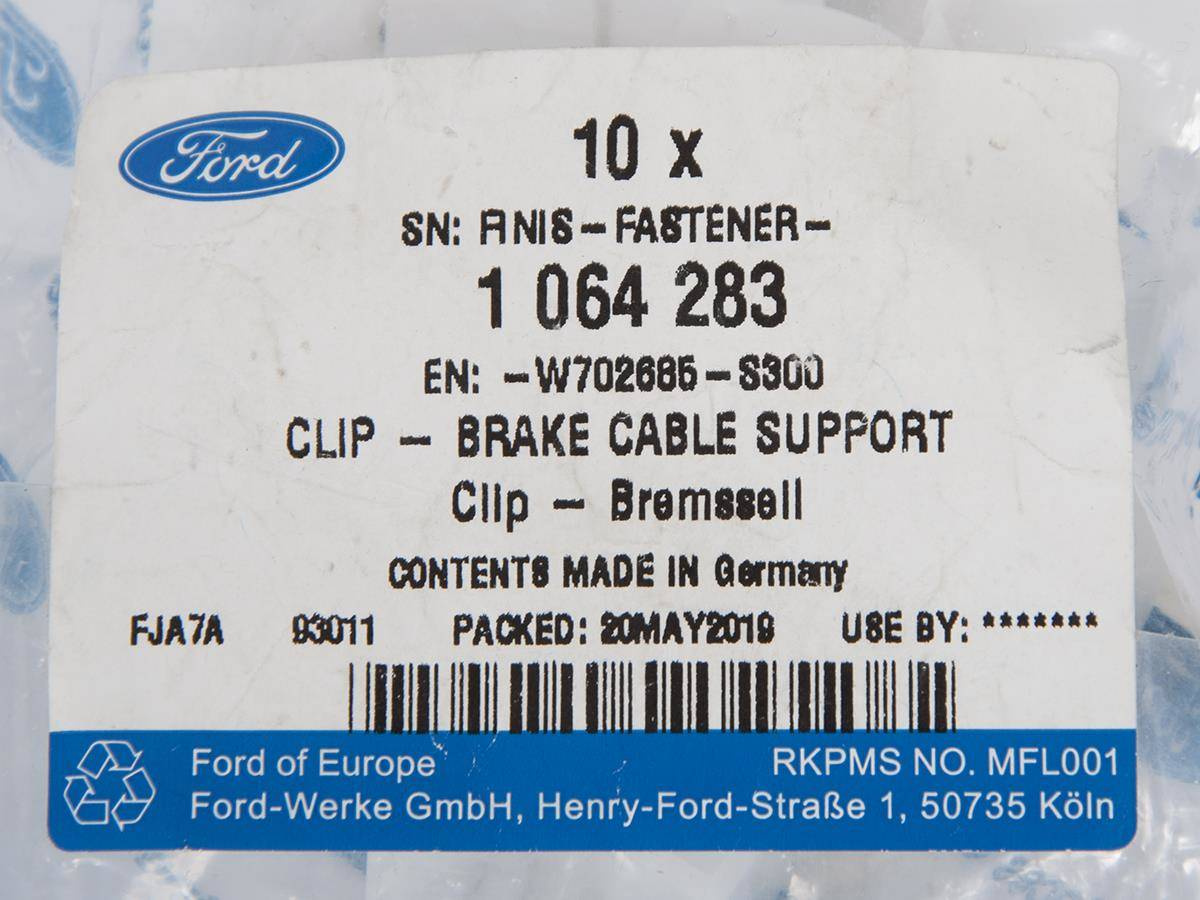 Ford
10 x
SN: FINIS-FASTENER-
1 064 283
EN: -W702685-S300
CLIP - BRAKE CABLE SUPPORT
Clip - Bremsseil
CONTENTS MADE IN Germany
FJA7A 93011 PACKED: 20MAY2019 USE BY: *******
Ford of Europe RKPMS NO. MFL001
Ford-Werke GmbH, Henry-Ford-Straße 1, 50735 Köln